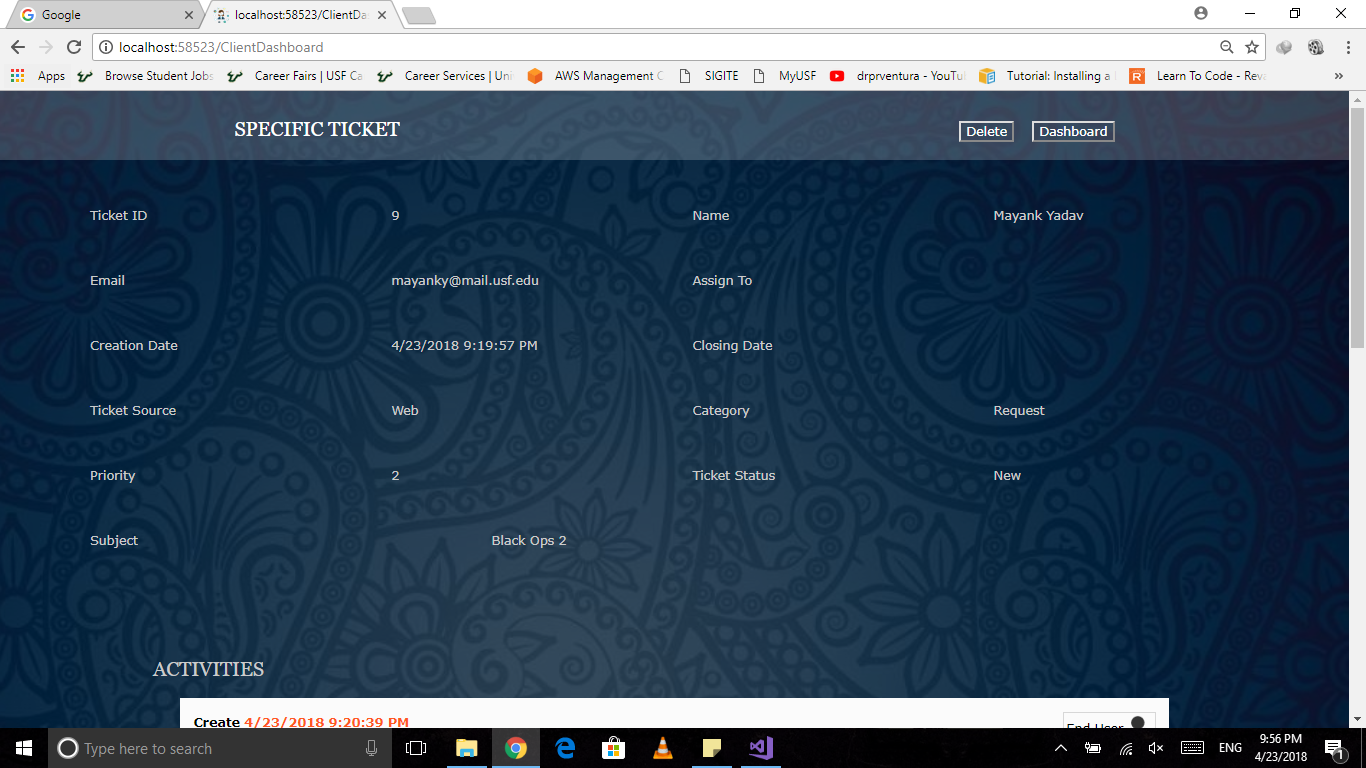 Google
localhost:58523/ClientDa
localhost:58523/ClientDashboard
Apps Browse Student Jobs Career Fairs | USF Ca Career Services | Uni AWS Management C SIGITE MyUSF drprventura - YouTu Tutorial: Installing a Learn To Code - Reva »
SPECIFIC TICKET Delete Dashboard
Ticket ID 9 Name Mayank Yadav
Email mayanky@mail.usf.edu Assign To
Creation Date 4/23/2018 9:19:57 PM Closing Date
Ticket Source Web Category Request
Priority 2 Ticket Status New
Subject Black Ops 2
ACTIVITIES
Create 4/23/2018 9:20:39 PM End User
Type here to search ENG 9:56 PM
4/23/2018 1